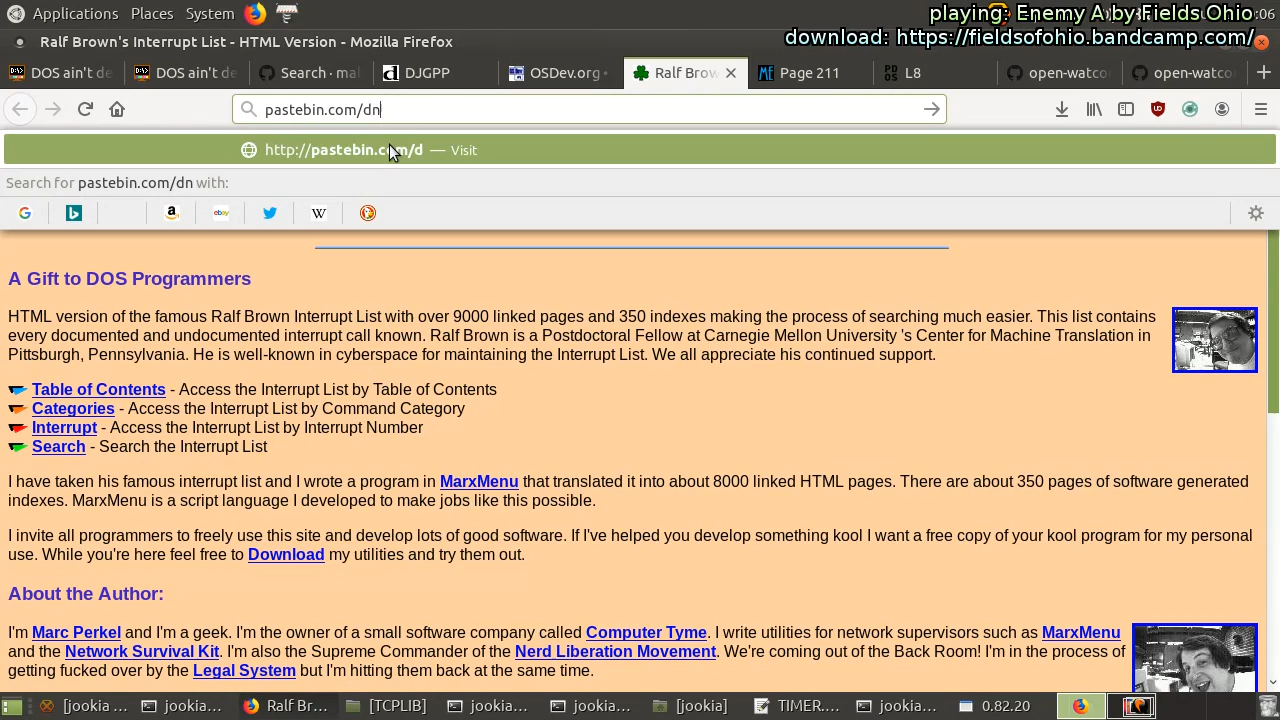 Applications Places System
playing: Enemy A by Fields Ohio
:06
download: https://fieldsofohio.bandcamp.com/
Ralf Brown's Interrupt List - HTML Version - Mozilla Firefox
DOS ain't de
DOS ain't de
Search · mai
DJGPP
OSDev.org
Ralf Brow
Page 211
L8
open-watco
open-watco
pastebin.com/dn
http://pastebin.com/d — Visit
Search for pastebin.com/dn with:
A Gift to DOS Programmers
HTML version of the famous Ralf Brown Interrupt List with over 9000 linked pages and 350 indexes making the process of searching much easier. This list contains
every documented and undocumented interrupt call known. Ralf Brown is a Postdoctoral Fellow at Carnegie Mellon University 's Center for Machine Translation in
Pittsburgh, Pennsylvania. He is well-known in cyberspace for maintaining the Interrupt List. We all appreciate his continued support.
Table of Contents - Access the Interrupt List by Table of Contents
Categories - Access the Interrupt List by Command Category
Interrupt - Access the Interrupt List by Interrupt Number
Search - Search the Interrupt List
I have taken his famous interrupt list and I wrote a program in MarxMenu that translated it into about 8000 linked HTML pages. There are about 350 pages of software generated
indexes. MarxMenu is a script language I developed to make jobs like this possible.
I invite all programmers to freely use this site and develop lots of good software. If I've helped you develop something kool I want a free copy of your kool program for my personal
use. While you're here feel free to Download my utilities and try them out.
About the Author:
I'm Marc Perkel and I'm a geek. I'm the owner of a small software company called Computer Tyme. I write utilities for network supervisors such as MarxMenu
and the Network Survival Kit. I'm also the Supreme Commander of the Nerd Liberation Movement. We're coming out of the Back Room! I'm in the process of
getting fucked over by the Legal System but I'm hitting them back at the same time.
[jookia ...
jookia...
Ralf Br...
[TCPLIB]
jookia...
jookia...
[jookia]
TIMER....
jookia...
0.82.20